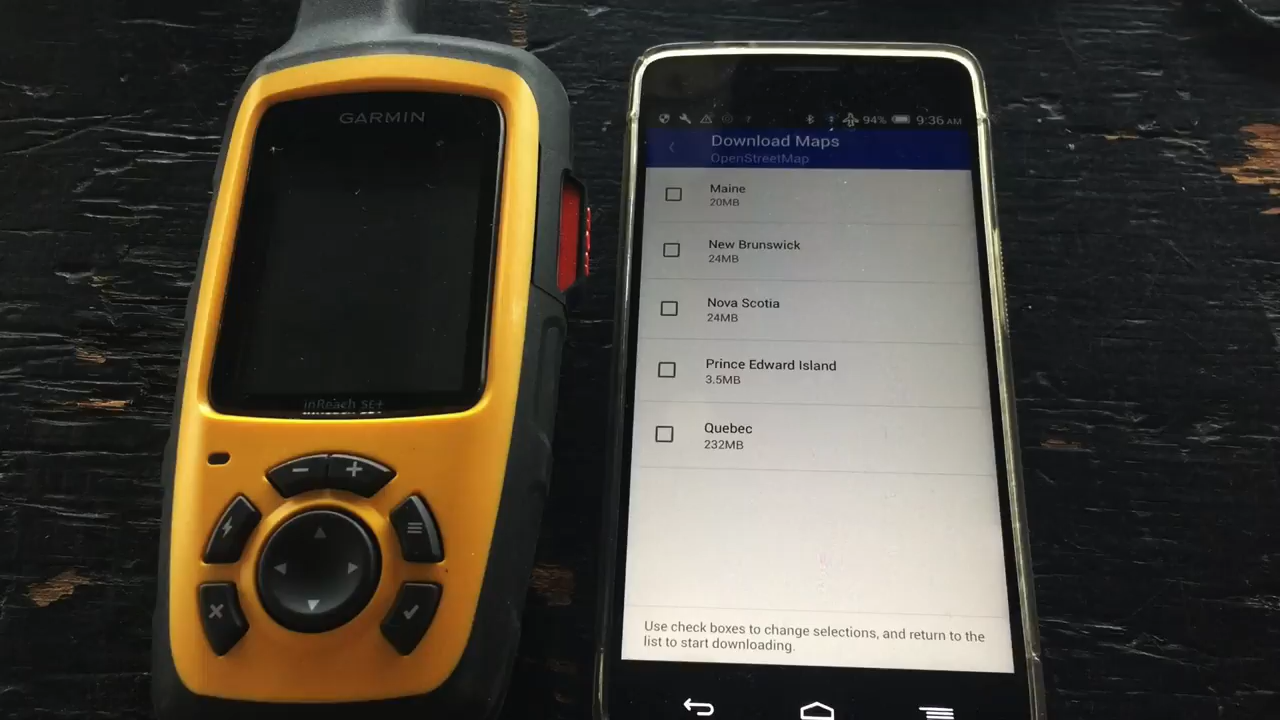 GARMIN
inReach SE+
94% 9:36 AM
Download Maps
OpenStreetMap
Maine
20MB
New Brunswick
24MB
Nova Scotia
24MB
Prince Edward Island
3.5MB
Quebec
232MB
Use check boxes to change selections, and return to the
list to start downloading.